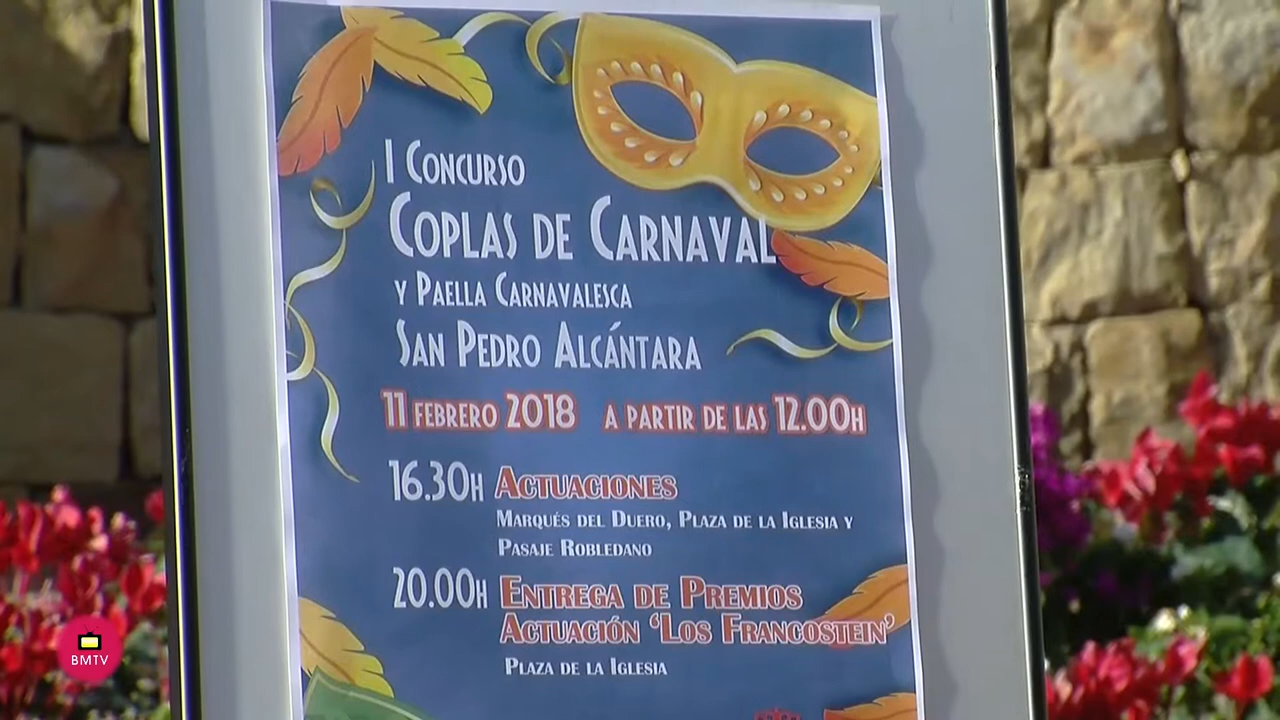 I Concurso
Coplas de Carnaval
y Paella Carnavalesca
San Pedro Alcántara
11 febrero 2018 a partir de las 12.00h
16.30h Actuaciones
Marqués del Duero, Plaza de la Iglesia y
Pasaje Robledano
20.00h Entrega de Premios
Actuación ‘Los Francostein’
Plaza de la Iglesia
BMTV